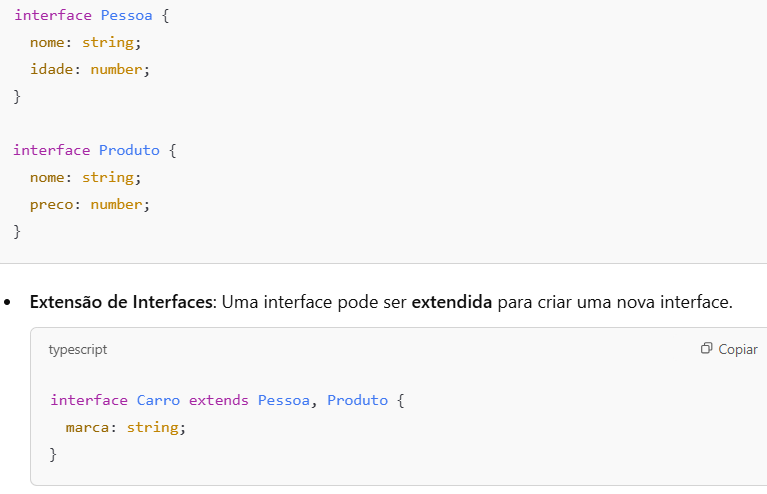 interface Pessoa {
  nome: string;
  idade: number;
}

interface Produto {
  nome: string;
  preco: number;
}
• Extensão de Interfaces: Uma interface pode ser extendida para criar uma nova interface.
typescript
Copiar
interface Carro extends Pessoa, Produto {
  marca: string;
}